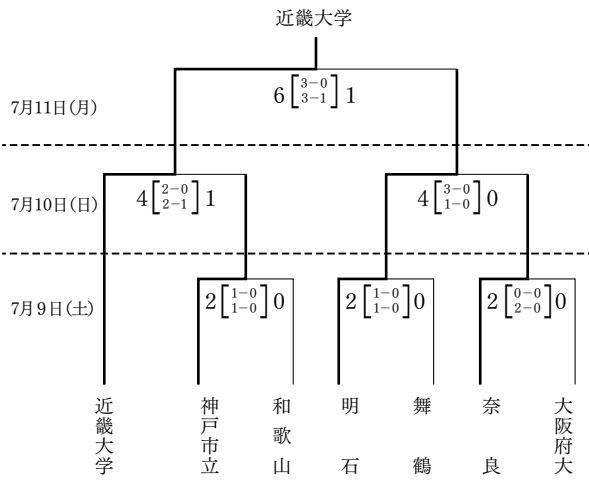 近畿大学
7月11日(月)
6 [3-0 3-1] 1
7月10日(日)
4 [2-0 2-1] 1
4 [3-0 1-0] 0
7月9日(土)
2 [1-0 1-0] 0
2 [1-0 1-0] 0
2 [0-0 2-0] 0
近畿大学
神戸市立
和歌山
明石
舞鶴
奈良
大阪府大